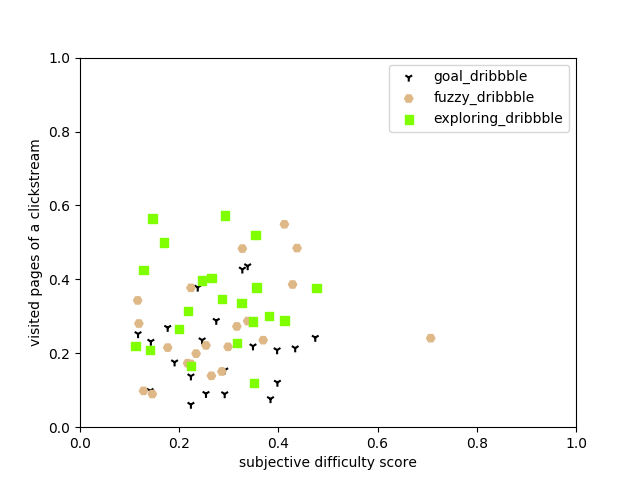 goal_dribbble
fuzzy_dribbble
exploring_dribbble
1.0
0.8
0.6
0.4
0.2
0.0
visited pages of a clickstream
0.0 0.2 0.4 0.6 0.8 1.0
subjective difficulty score